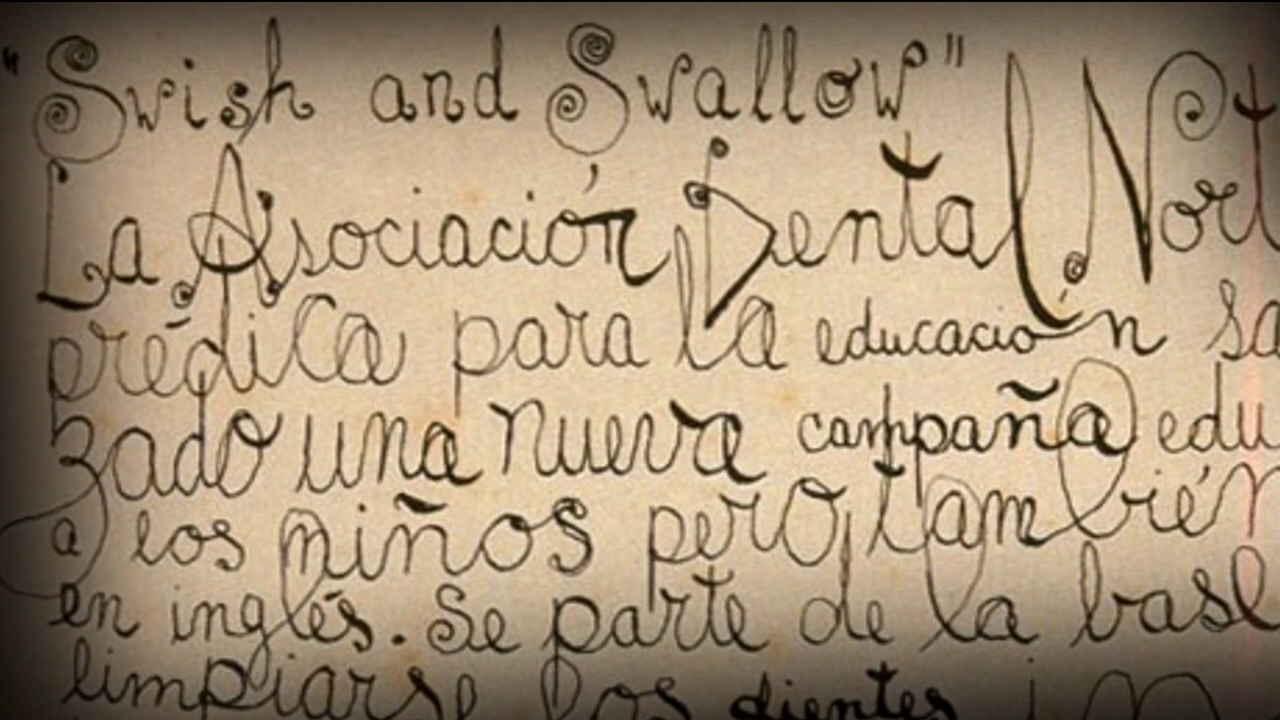 "Swish and Swallow"
La Asociación Dental Nort
prédica para la educación sa
zado una nueva campaña edu
a los niños pero también
en inglés. Se parte de la base
limpiarse los dientes